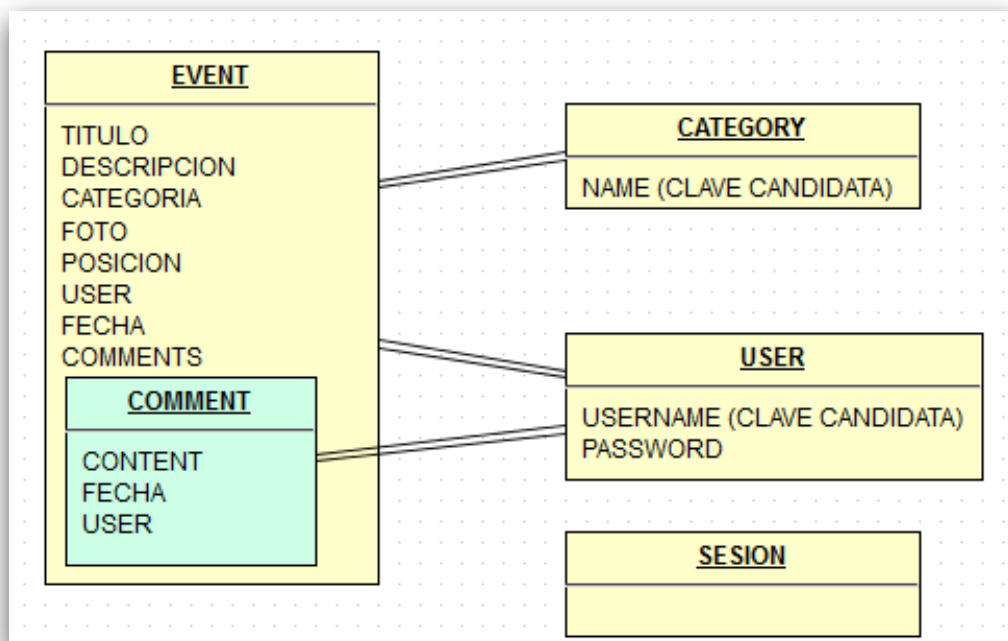 EVENT
TITULO
DESCRIPCION
CATEGORIA
FOTO
POSICION
USER
FECHA
COMMENTS
COMMENT
CONTENT
FECHA
USER
CATEGORY
NAME (CLAVE CANDIDATA)
USER
USERNAME (CLAVE CANDIDATA)
PASSWORD
SESION